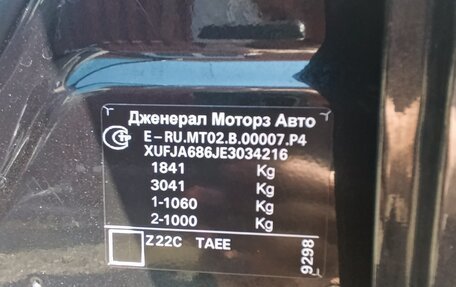 Дженерал Моторз Авто
E-RU.MT02.B.00007.P4
XUFJA686JE3034216
1841 Kg
3041 Kg
1-1060 Kg
2-1000 Kg
Z22C TAEE
9298